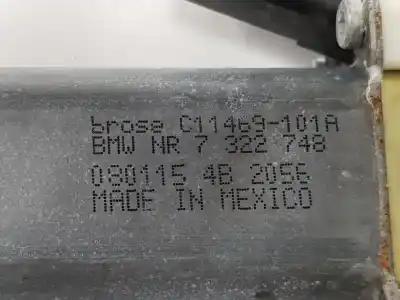 brose C11469-101A
BMW NR 7 322 748
080115 4B 2056
MADE IN MEXICO